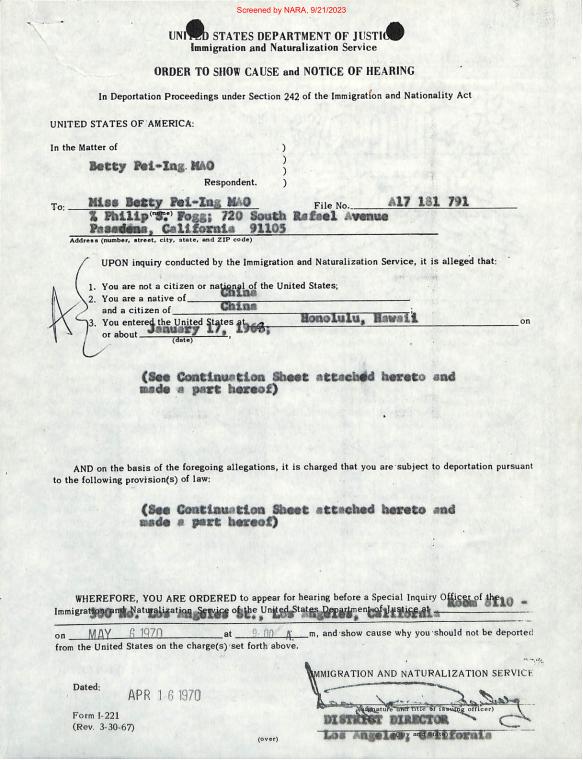 Screened by NARA, 9/21/2023
UNITED STATES DEPARTMENT OF JUSTICE
Immigration and Naturalization Service
ORDER TO SHOW CAUSE and NOTICE OF HEARING
In Deportation Proceedings under Section 242 of the Immigration and Nationality Act
UNITED STATES OF AMERICA:
In the Matter of )
Betty Pei-Ing MAO )
)
Respondent. )
To: Miss Betty Pei-Ing MAO File No. A17 181 791
(name)
% Philip Fogg; 720 South Rafael Avenue
Pasadena, California 91105
Address (number, street, city, state, and ZIP code)
UPON inquiry conducted by the Immigration and Naturalization Service, it is alleged that:
A
1. You are not a citizen or national of the United States;
2. You are a native of China
and a citizen of China
3. You entered the United States at Honolulu, Hawaii on
or about January 17, 1968;
(date)
(See Continuation Sheet attached hereto and
made a part hereof)
AND on the basis of the foregoing allegations, it is charged that you are subject to deportation pursuant
to the following provision(s) of law:
(See Continuation Sheet attached hereto and
made a part hereof)
WHEREFORE, YOU ARE ORDERED to appear for hearing before a Special Inquiry Officer of the
Immigration and Naturalization Service of the United States Department of Justice at Room 8110 -
300 No. Los Angeles St., Los Angeles, California
on MAY 6 1970 at 9:00 A. m, and show cause why you should not be deported
from the United States on the charge(s) set forth above.
IMMIGRATION AND NATURALIZATION SERVICE
Dated: APR 16 1970
(signature and title of issuing officer)
DISTRICT DIRECTOR
Form I-221
(Rev. 3-30-67)
Los Angeles, California
(over)